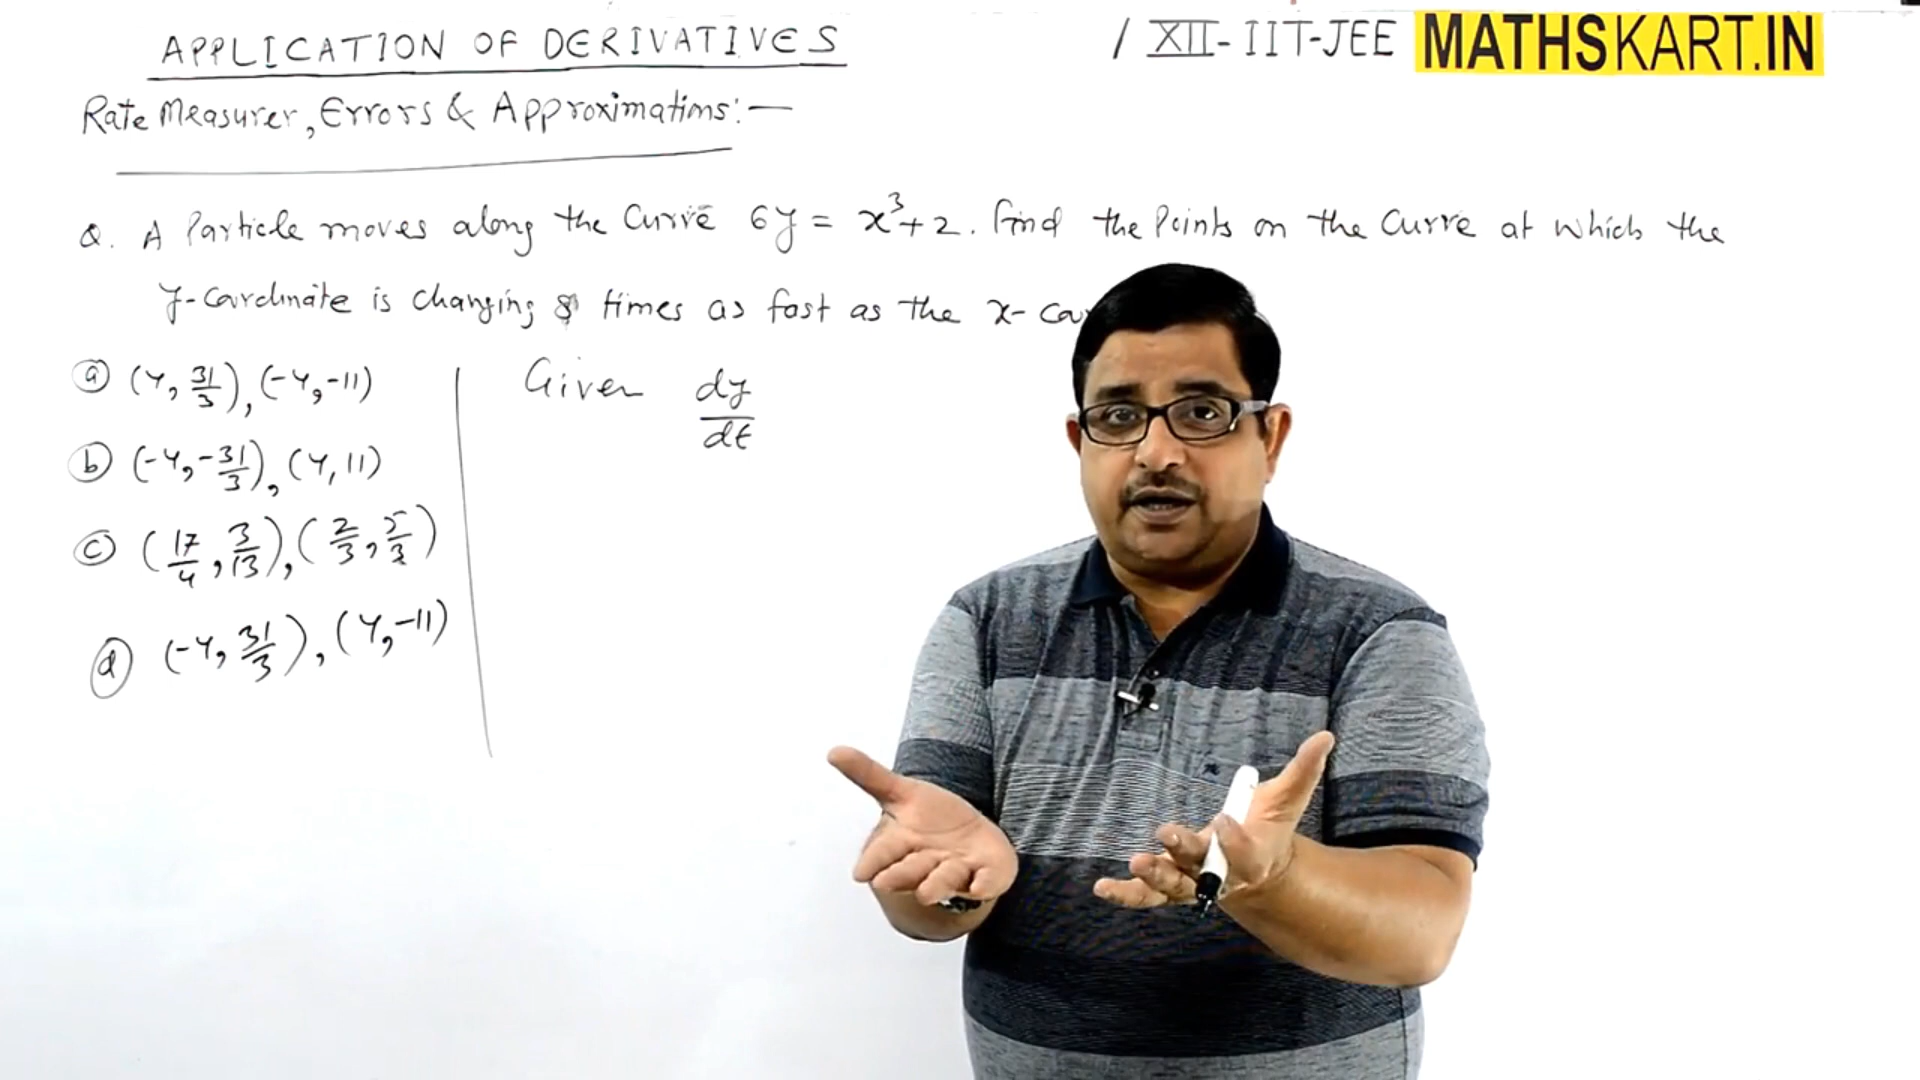 APPLICATION OF DERIVATIVES
/ XII-IIT-JEE MATHSKART.IN
Rate Measurer, Errors & Approximations:—
Q. A Particle moves along the Curve 6y = x³+2. Find the Points on the Curve at which the
y-coordinate is changing 8 times as fast as the x-
(a) (4, 31/3), (-4, -11)
(b) (-4, -31/3), (4, 11)
(c) (17/4, 3/13), (2/3, 5/3)
(d) (-4, 31/3), (4, -11)
Given dy/dt